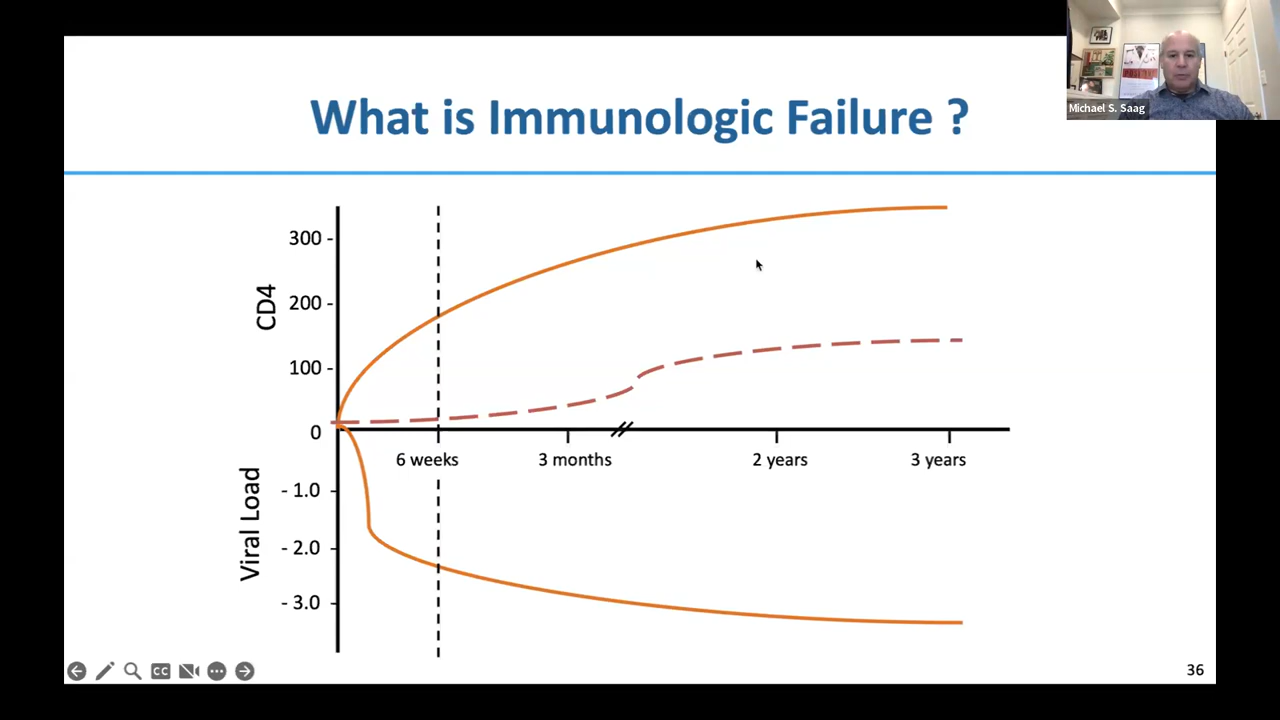 Michael S. Saag
What is Immunologic Failure ?
300 -
200 -
100 -
0
CD4
6 weeks
3 months
2 years
3 years
- 1.0
- 2.0
- 3.0
Viral Load
CC
36